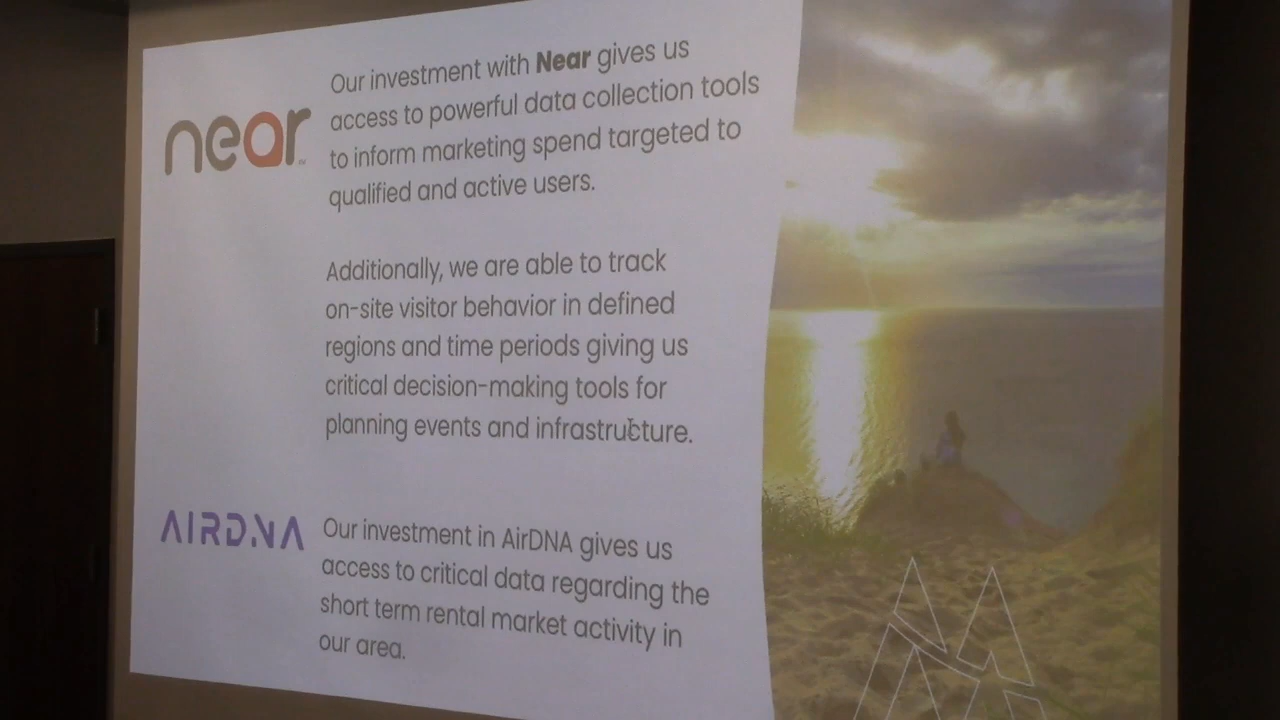 near
Our investment with Near gives us
access to powerful data collection tools
to inform marketing spend targeted to
qualified and active users.
Additionally, we are able to track
on-site visitor behavior in defined
regions and time periods giving us
critical decision-making tools for
planning events and infrastructure.
AIRDNA
Our investment in AirDNA gives us
access to critical data regarding the
short term rental market activity in
our area.